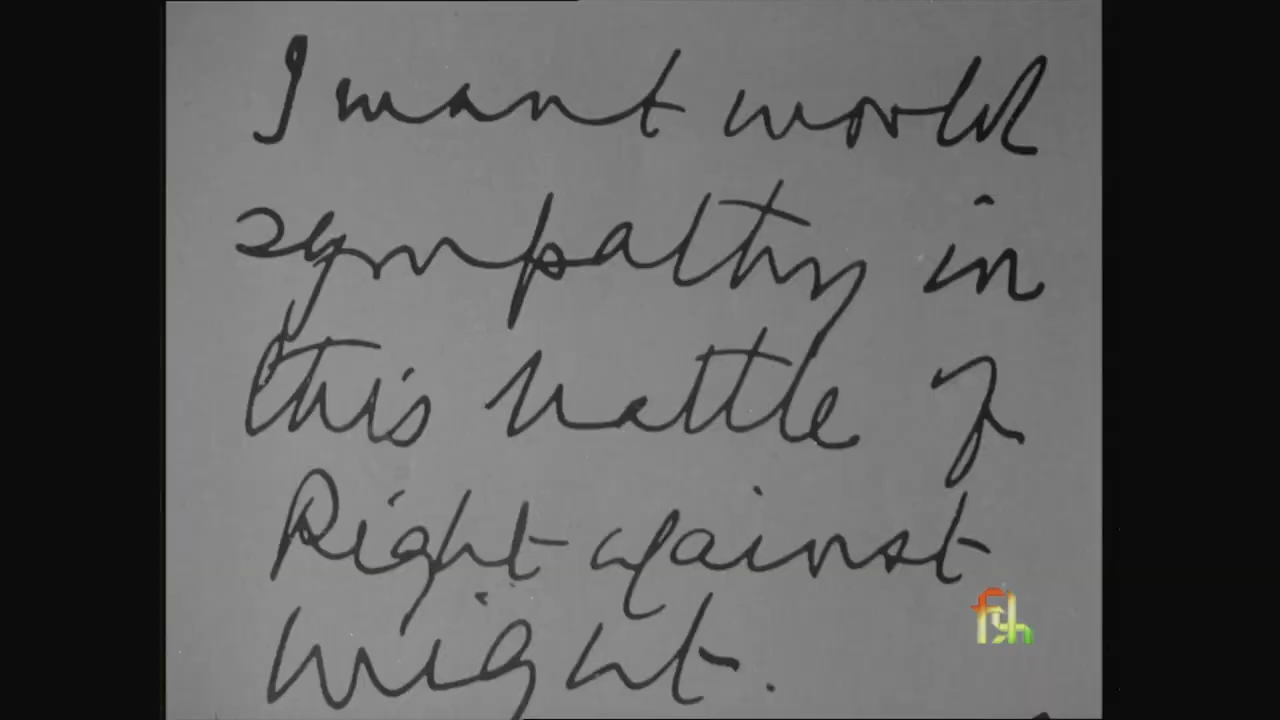 I want world
sympathy in
this battle of
Right against
might.